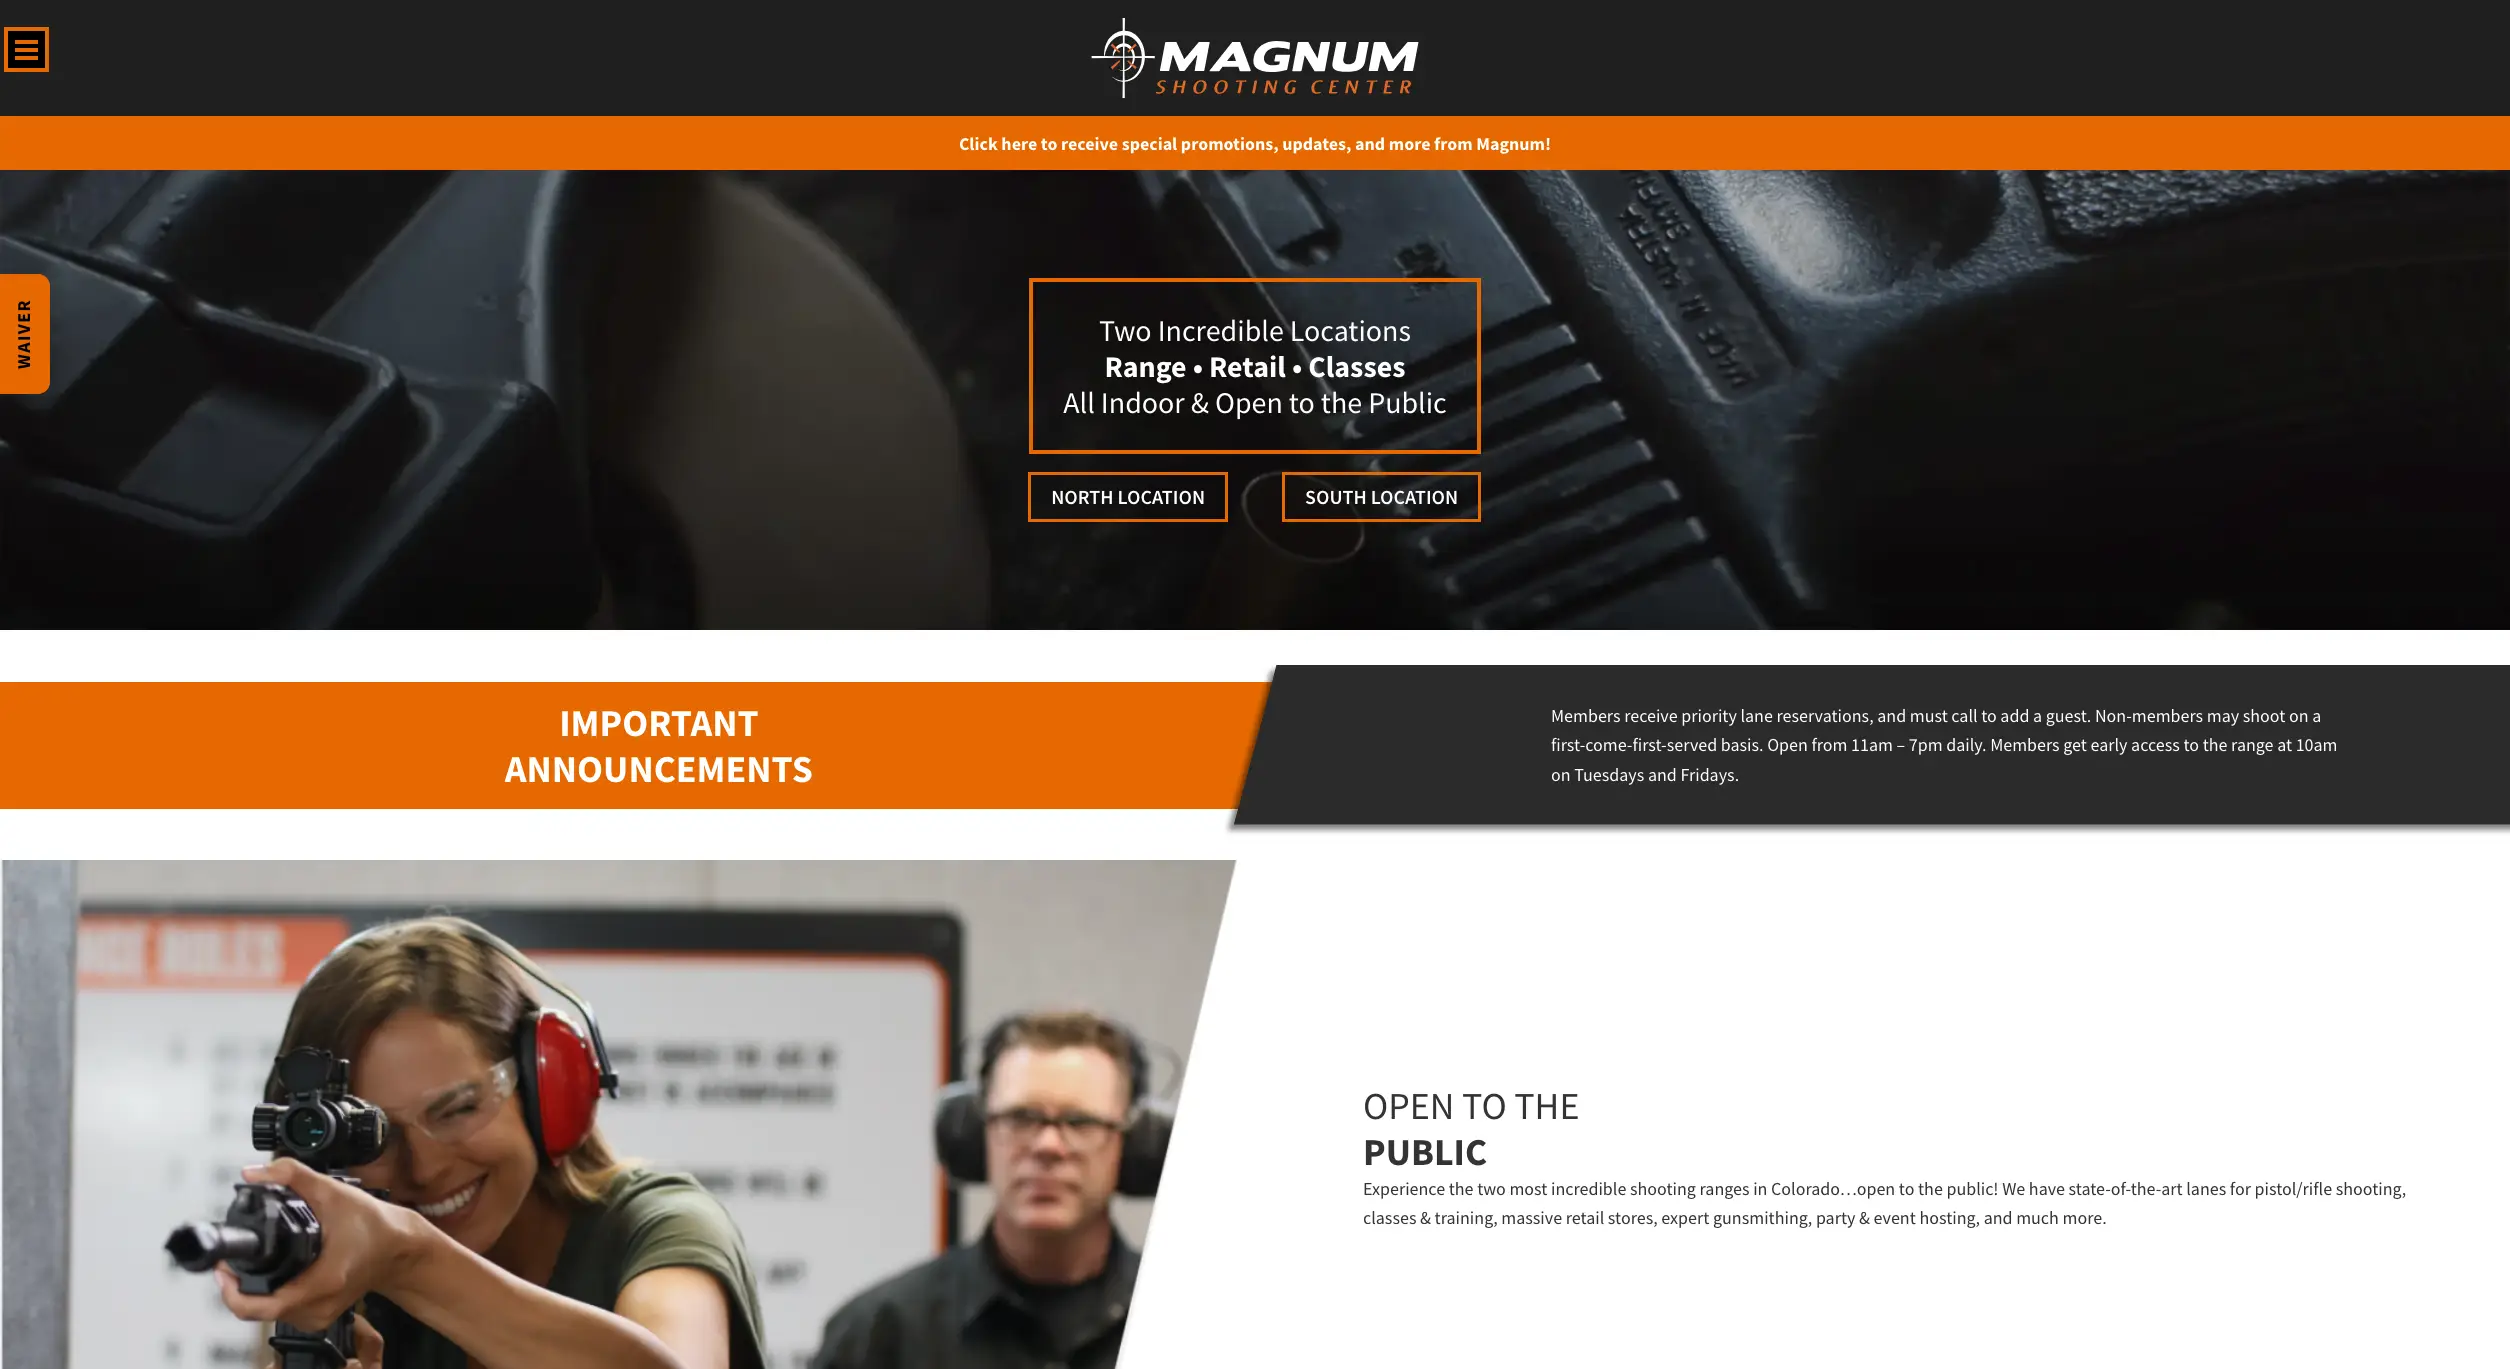 MAGNUM
SHOOTING CENTER
Click here to receive special promotions, updates, and more from Magnum!
WAIVER
Two Incredible Locations
Range • Retail • Classes
All Indoor & Open to the Public
NORTH LOCATION
SOUTH LOCATION
IMPORTANT
ANNOUNCEMENTS
Members receive priority lane reservations, and must call to add a guest. Non-members may shoot on a
first-come-first-served basis. Open from 11am – 7pm daily. Members get early access to the range at 10am
on Tuesdays and Fridays.
RULES
OPEN TO THE
PUBLIC
Experience the two most incredible shooting ranges in Colorado…open to the public! We have state-of-the-art lanes for pistol/rifle shooting,
classes & training, massive retail stores, expert gunsmithing, party & event hosting, and much more.